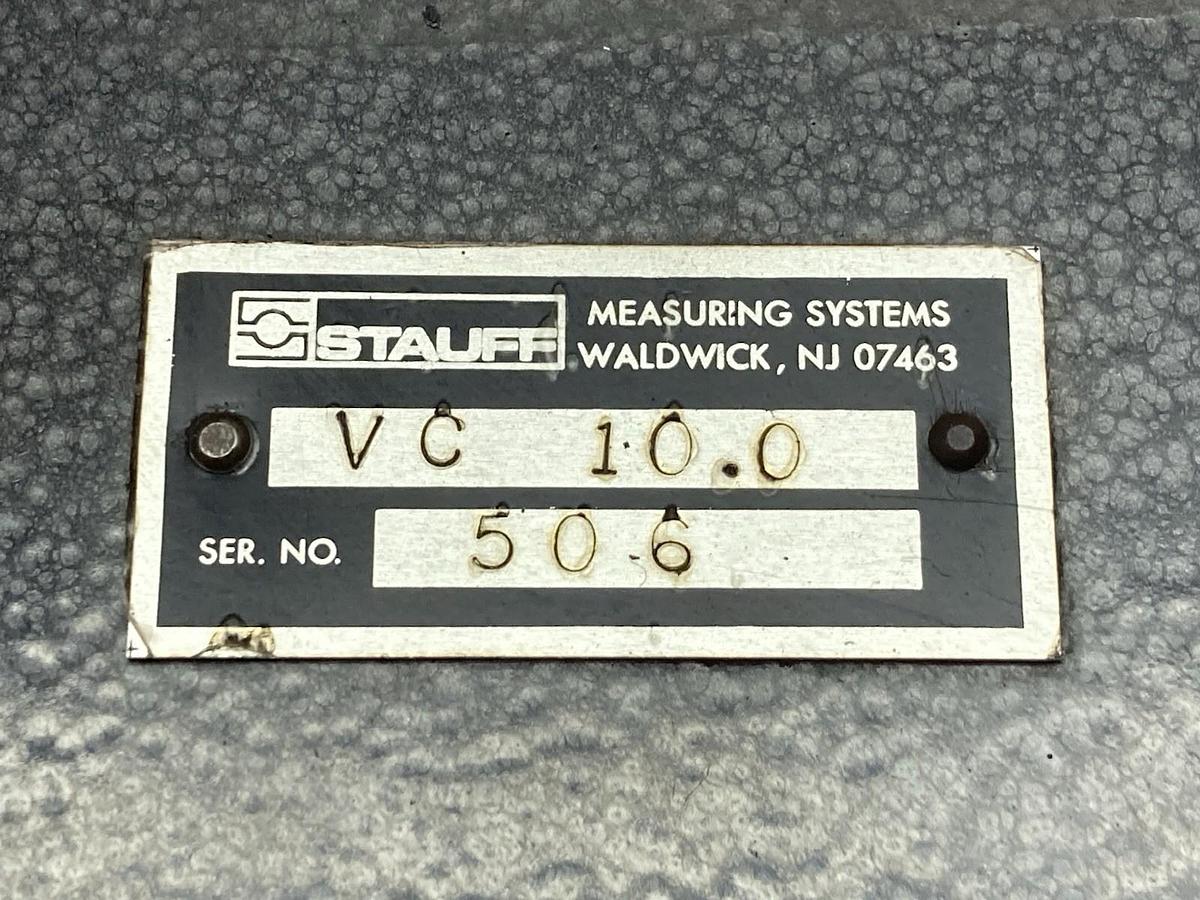 STAUFF
MEASURING SYSTEMS
WALDWICK, NJ 07463
VC 10.0
SER. NO. 506